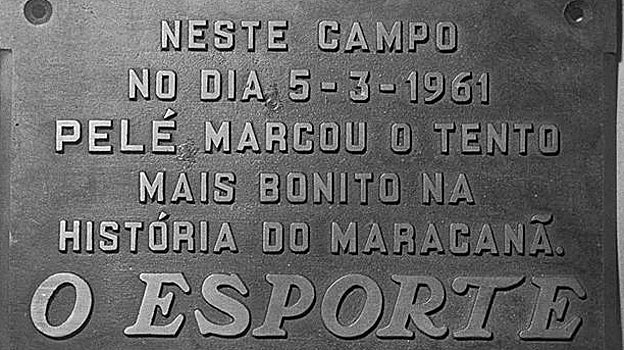 NESTE CAMPO
NO DIA 5-3-1961
PELÉ MARCOU O TENTO
MAIS BONITO NA
HISTÓRIA DO MARACANÃ.
O ESPORTE